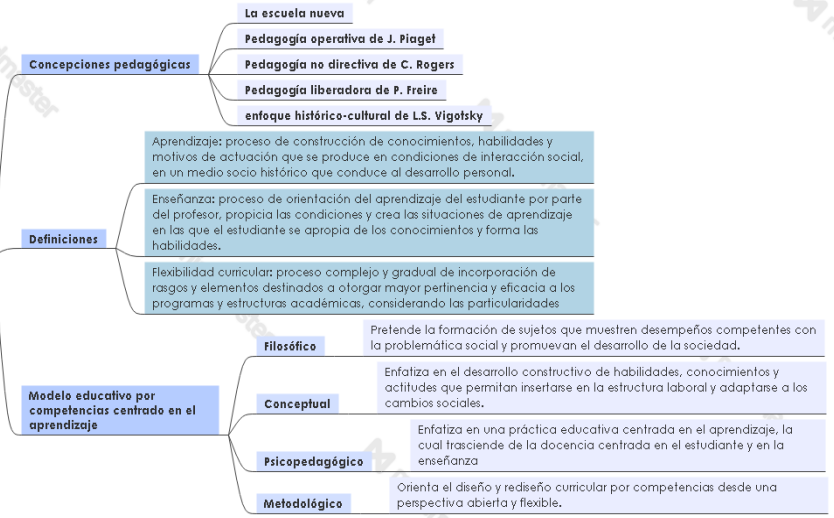 La escuela nueva
Pedagogía operativa de J. Piaget
Concepciones pedagógicas
Pedagogía no directiva de C. Rogers
Pedagogía liberadora de P. Freire
enfoque histórico-cultural de L.S. Vigotsky
Aprendizaje: proceso de construcción de conocimientos, habilidades y
motivos de actuación que se produce en condiciones de interacción social,
en un medio socio histórico que conduce al desarrollo personal.
Definiciones
Enseñanza: proceso de orientación del aprendizaje del estudiante por parte
del profesor, propicia las condiciones y crea las situaciones de aprendizaje
en las que el estudiante se apropia de los conocimientos y forma las
habilidades.
Flexibilidad curricular: proceso complejo y gradual de incorporación de
rasgos y elementos destinados a otorgar mayor pertinencia y eficacia a los
programas y estructuras académicas, considerando las particularidades
Modelo educativo por
competencias centrado en el
aprendizaje
Filosófico
Pretende la formación de sujetos que muestren desempeños competentes con
la problemática social y promuevan el desarrollo de la sociedad.
Conceptual
Enfatiza en el desarrollo constructivo de habilidades, conocimientos y
actitudes que permitan insertarse en la estructura laboral y adaptarse a los
cambios sociales.
Psicopedagógico
Enfatiza en una práctica educativa centrada en el aprendizaje, la
cual trasciende de la docencia centrada en el estudiante y en la
enseñanza
Metodológico
Orienta el diseño y rediseño curricular por competencias desde una
perspectiva abierta y flexible.